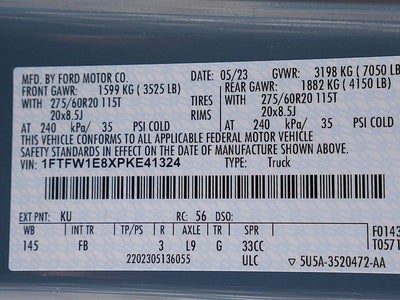 MFD. BY FORD MOTOR CO. 05/23 GVWR: 3198 KG ( 7050 LB
FRONT GAWR: 1599 KG ( 3525 LB) REAR GAWR: 1882 KG ( 4150 LB)
WITH 275/60R20 115T TIRES WITH 275/60R20 115T
20x8.5J RIMS 20x8.5J
AT 240 kPa/ 35 PSI COLD AT 240 kPa/ 35 PSI COLD
THIS VEHICLE CONFORMS TO ALL APPLICABLE FEDERAL MOTOR VEHICLE
SAFETY AND THEFT PREVENTION STANDARDS IN EFFECT ON THE DATE OF
VIN: 1FTFW1E8XPKE41324 TYPE: Truck
EXT PNT: KU RC: 56 DSO: F0143
WB INT TR TP/PS R AXLE TR SPR T0571
145 FB 3 L9 G 33CC
2202305136055 ULC 5U5A-3520472-AA